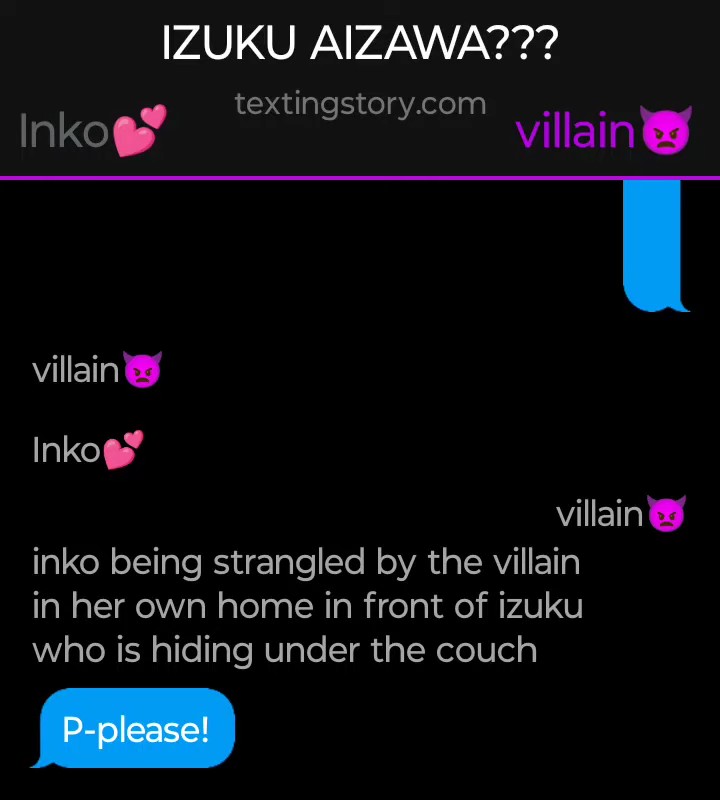 IZUKU AIZAWA???
textingstory.com
Inko💕
villain👿
villain👿
Inko💕
villain👿
inko being strangled by the villain
in her own home in front of izuku
who is hiding under the couch
P-please!